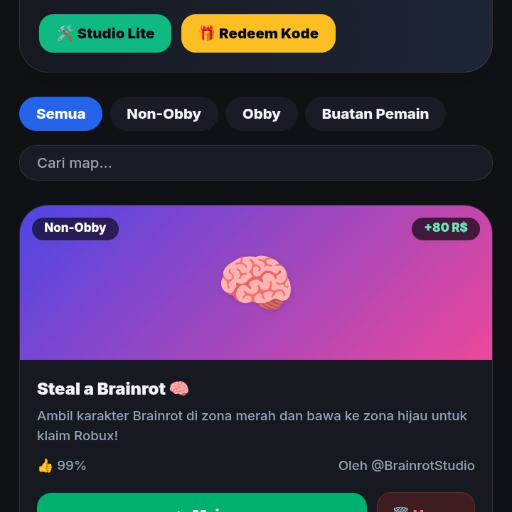 🛠️ Studio Lite
🎁 Redeem Kode
Semua
Non-Obby
Obby
Buatan Pemain
Cari map...
Non-Obby
+80 R$
Steal a Brainrot 🧠
Ambil karakter Brainrot di zona merah dan bawa ke zona hijau untuk
klaim Robux!
👍 99%
Oleh @BrainrotStudio